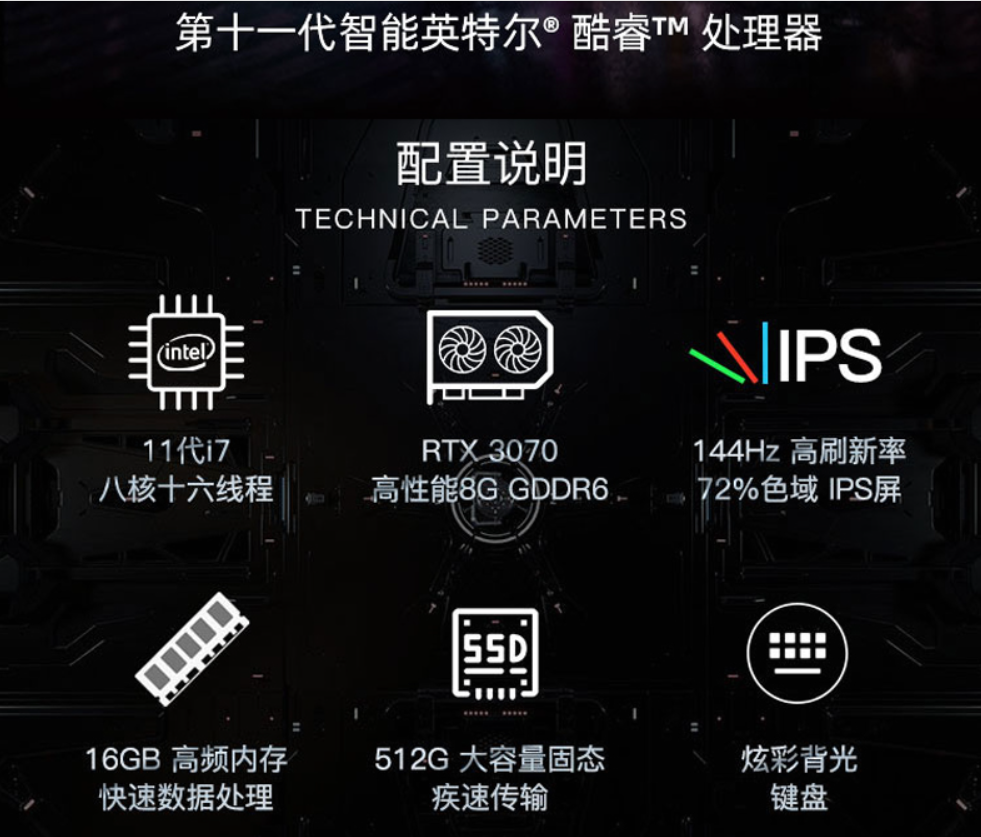 第十一代智能英特尔® 酷睿™ 处理器
配置说明
TECHNICAL PARAMETERS
intel
IPS
11代i7
八核十六线程
RTX 3070
高性能8G GDDR6
144Hz 高刷新率
72%色域 IPS屏
SSD
16GB 高频内存
快速数据处理
512G 大容量固态
疾速传输
炫彩背光
键盘